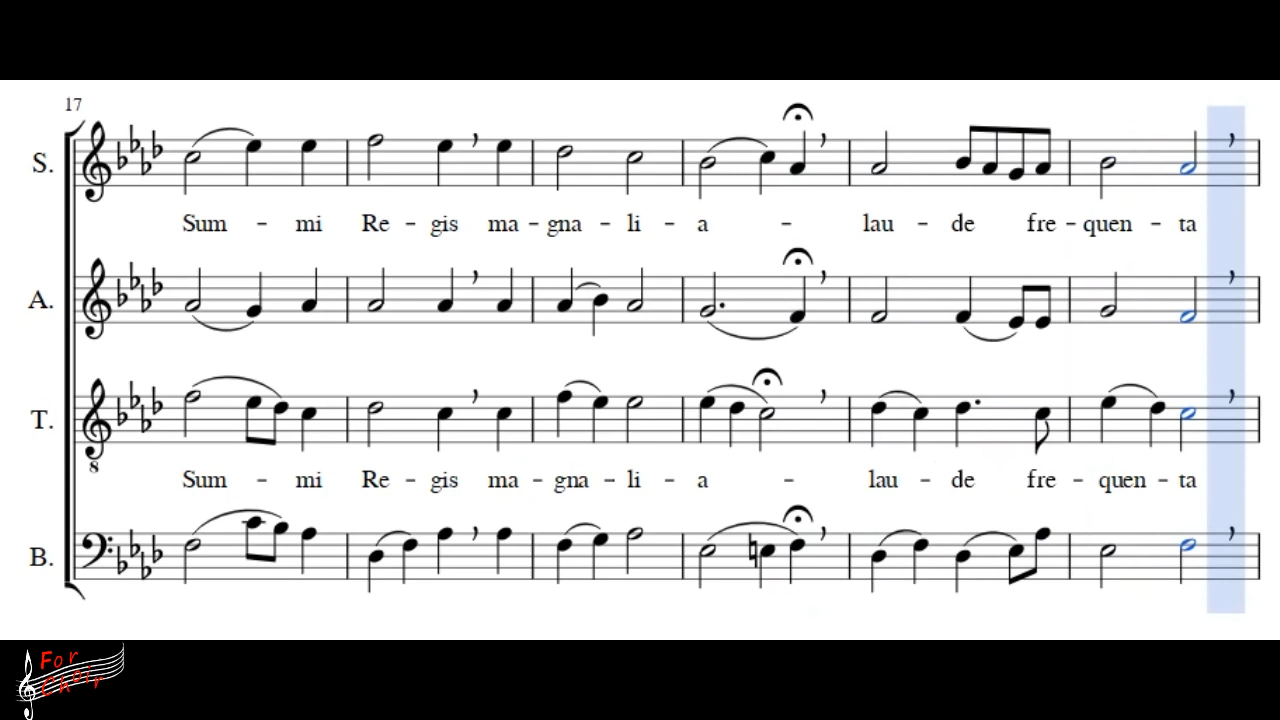 17
S.
Sum - mi Re - gis ma - gna - li - a - lau - de fre - quen - ta
A.
T.
8
Sum - mi Re - gis ma - gna - li - a - lau - de fre - quen - ta
B.
For
Choir